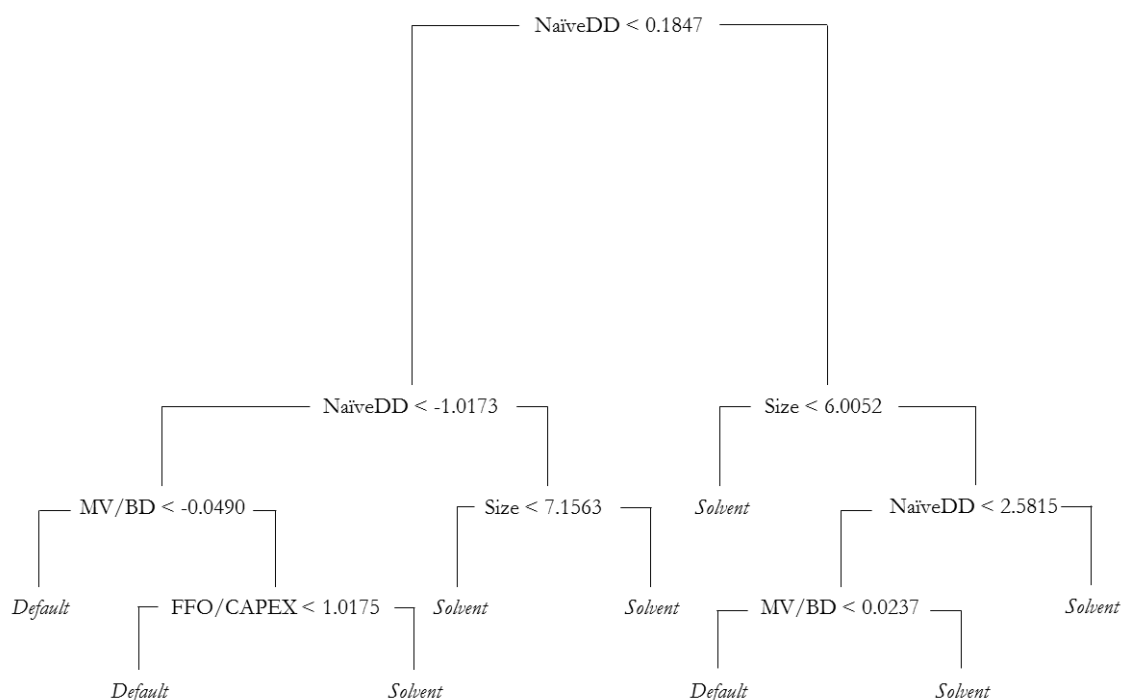 NaïveDD < 0.1847
NaïveDD < -1.0173
Size < 6.0052
MV/BD < -0.0490
Size < 7.1563
Solvent
NaïveDD < 2.5815
Default
FFO/CAPEX < 1.0175
Solvent
Solvent
MV/BD < 0.0237
Solvent
Default
Solvent
Default
Solvent